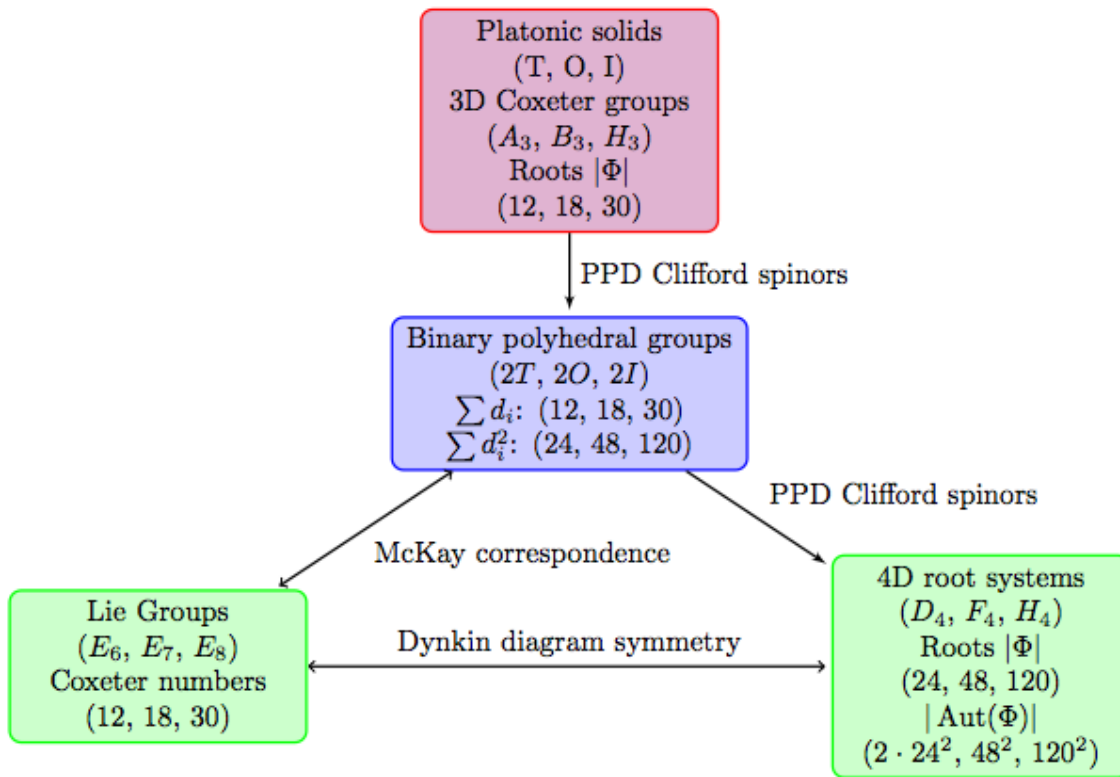 Platonic solids
(T, O, I)
3D Coxeter groups
(A₃, B₃, H₃)
Roots |Φ|
(12, 18, 30)
PPD Clifford spinors
Binary polyhedral groups
(2T, 2O, 2I)
∑ dᵢ: (12, 18, 30)
∑ dᵢ²: (24, 48, 120)
PPD Clifford spinors
McKay correspondence
Lie Groups
(E₆, E₇, E₈)
Coxeter numbers
(12, 18, 30)
Dynkin diagram symmetry
4D root systems
(D₄, F₄, H₄)
Roots |Φ|
(24, 48, 120)
| Aut(Φ)|
(2 · 24², 48², 120²)